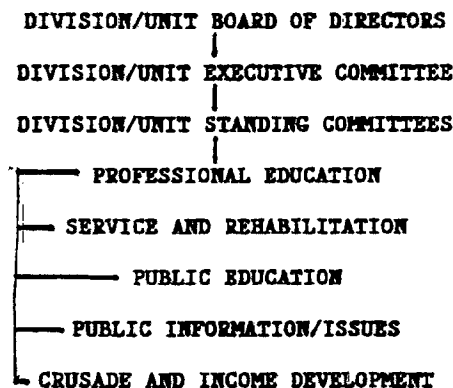 DIVISION/UNIT BOARD OF DIRECTORS
DIVISION/UNIT EXECUTIVE COMMITTEE
DIVISION/UNIT STANDING COMMITTEES
PROFESSIONAL EDUCATION
SERVICE AND REHABILITATION
PUBLIC EDUCATION
PUBLIC INFORMATION/ISSUES
CRUSADE AND INCOME DEVELOPMENT